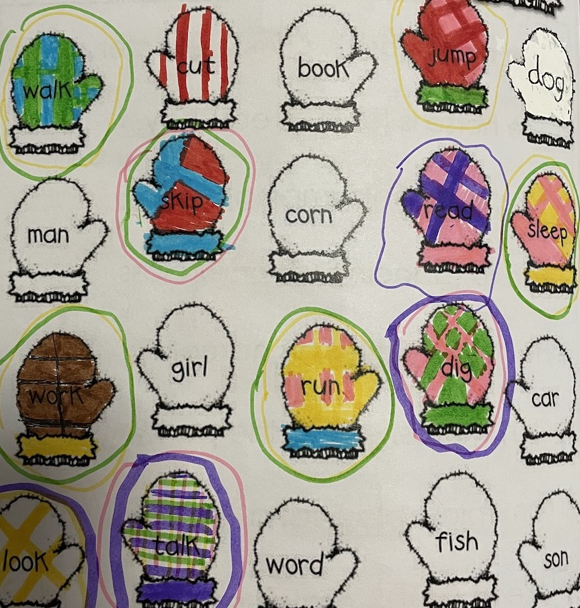 walk
cut
book
jump
dog
man
skip
corn
read
sleep
work
girl
run
dig
car
look
talk
word
fish
son